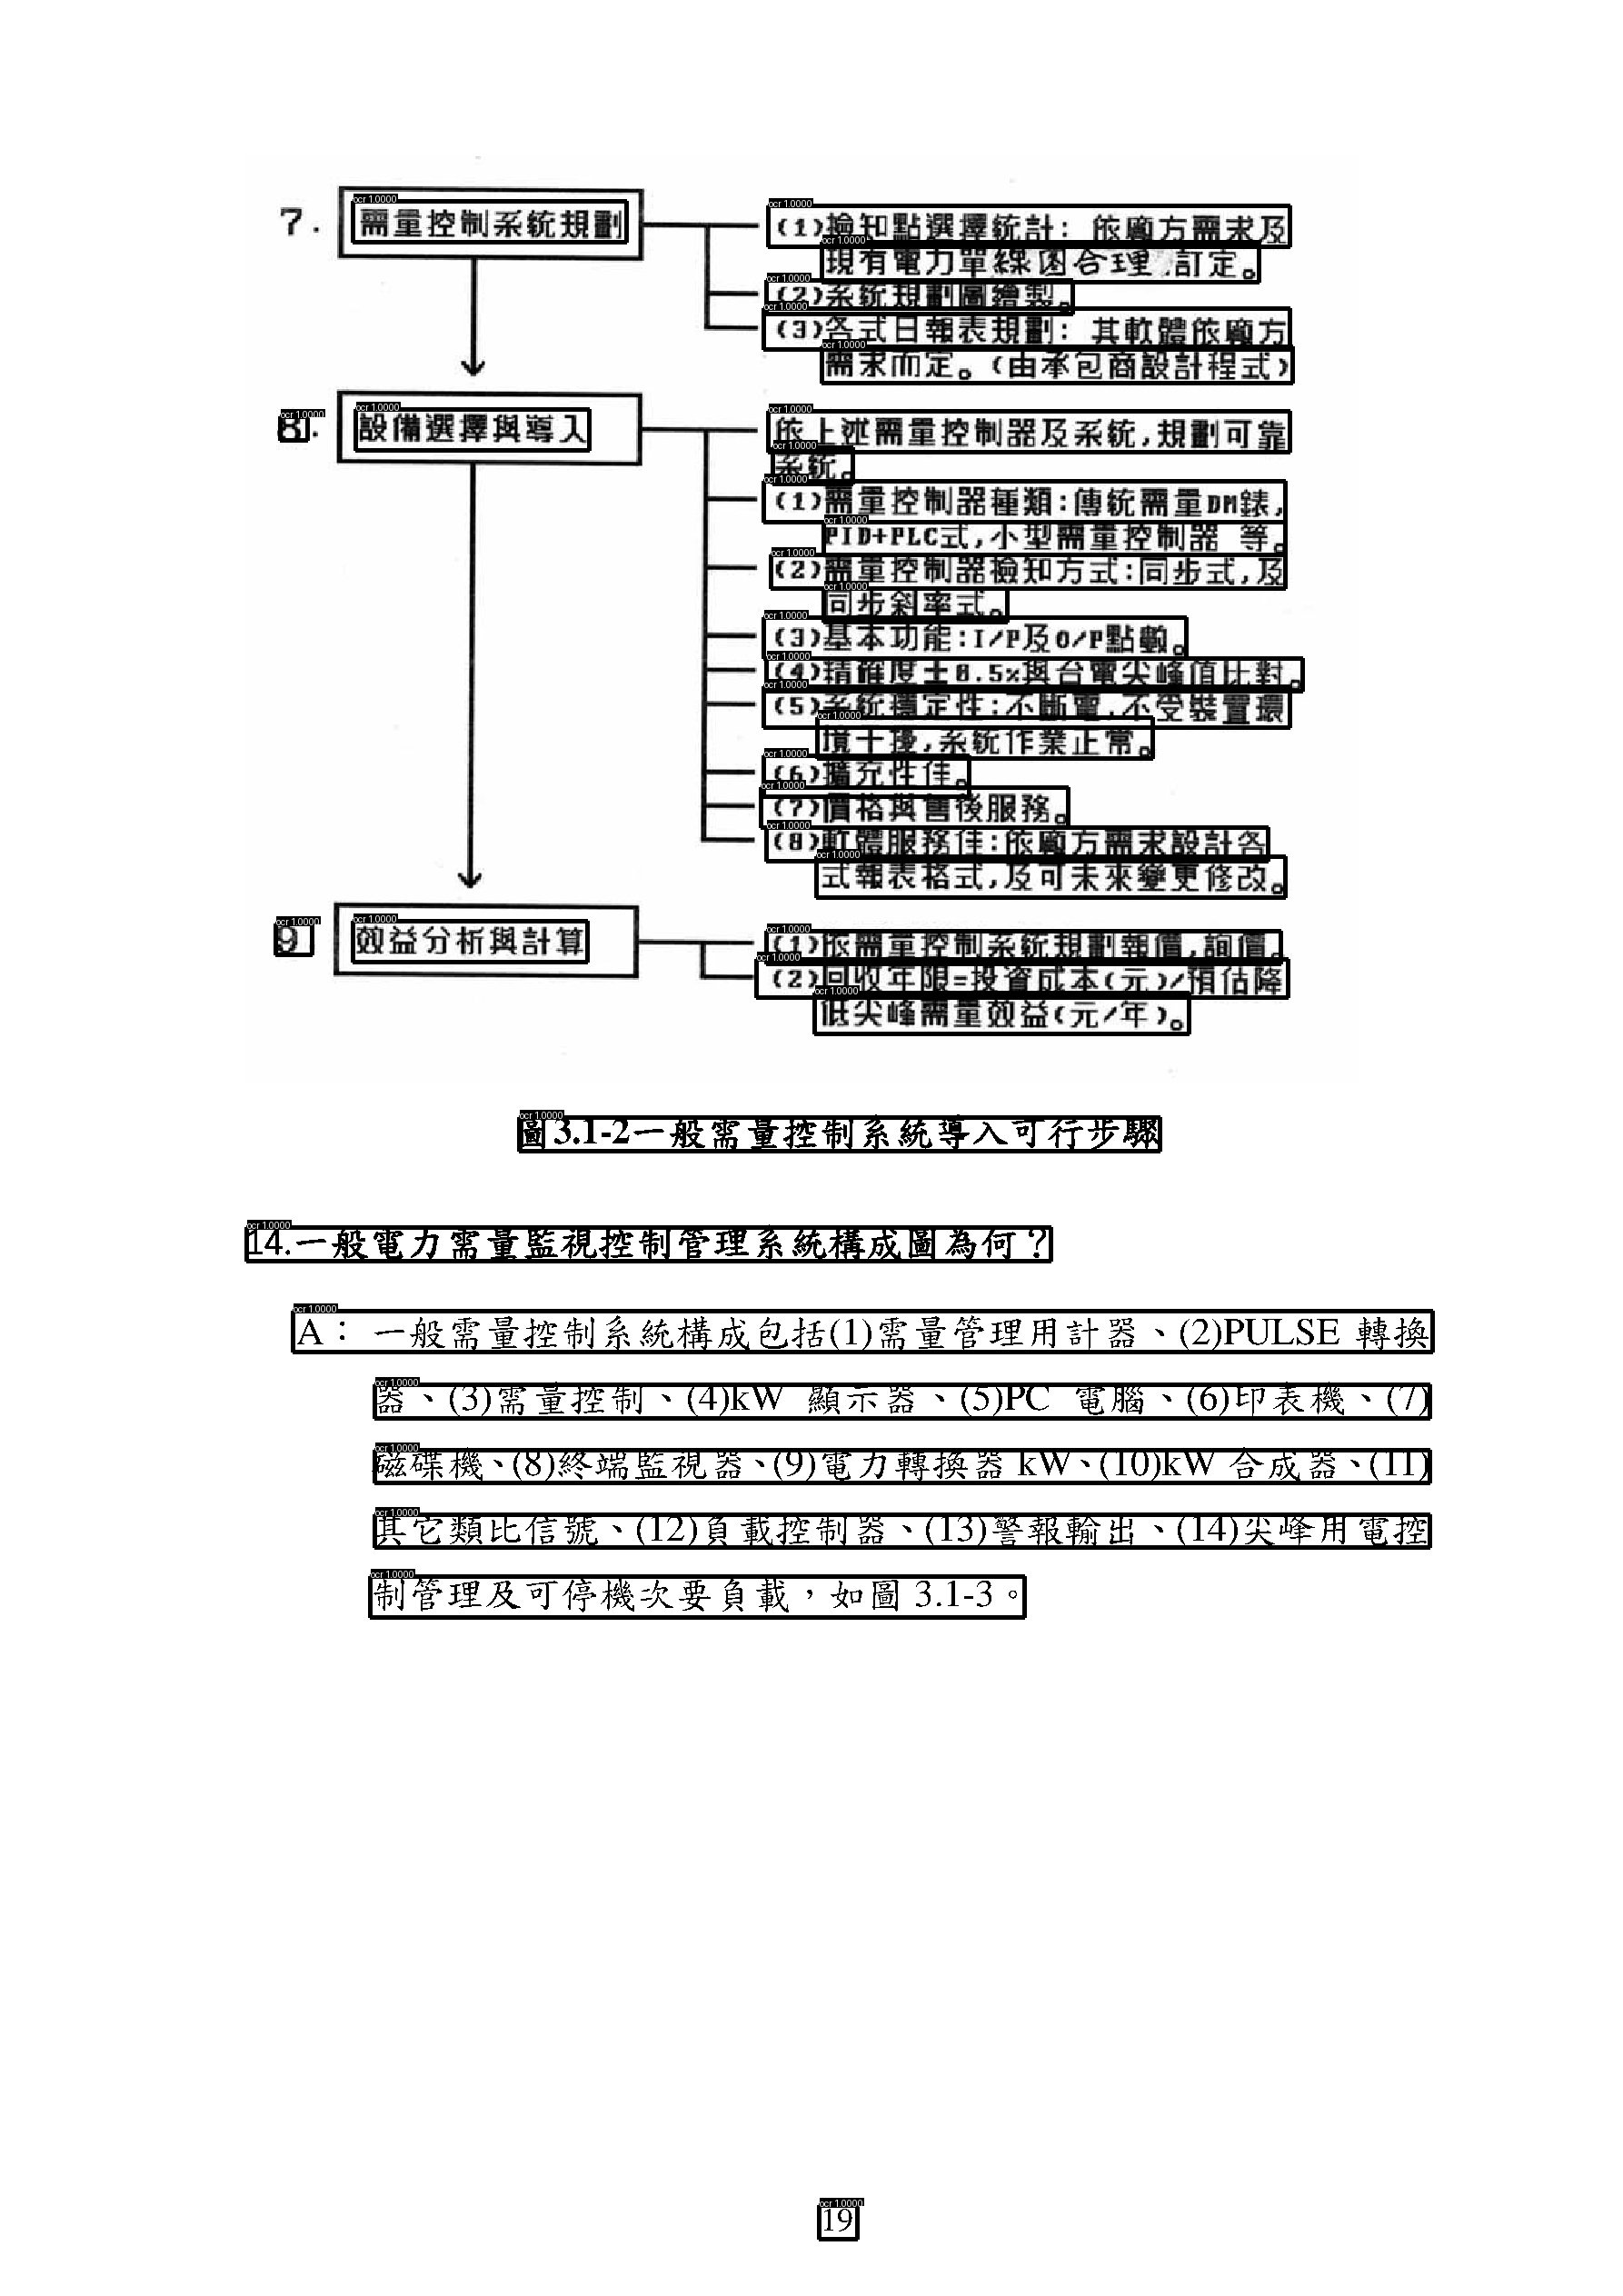 7. 需量控制系統規劃
(1)檢知點選擇統計: 依廠方需求及
現有電力單線圖合理 訂定。
(2)系統規劃圖繪製。
(3)各式日報表規劃: 其軟體依廠方
需求而定。(由承包商設計程式)
8. 設備選擇與導入
依上述需量控制器及系統,規劃可靠
系統。
(1)需量控制器種類:傳統需量DM錶,
PID+PLC式,小型需量控制器 等。
(2)需量控制器檢知方式:同步式,及
同步斜率式。
(3)基本功能:I/P及O/P點數。
(4)精確度±0.5%與台電尖峰值比對。
(5)系統穩定性:不斷電,不受裝置環
境干擾,系統作業正常。
(6)擴充性佳。
(7)價格與售後服務。
(8)軟體服務佳:依廠方需求設計各
式報表格式,及可未來變更修改。
9 效益分析與計算
(1)依需量控制系統規劃報價,詢價。
(2)回收年限=投資成本(元)/預估降
低尖峰需量效益(元/年)。
圖3.1-2一般需量控制系統導入可行步驟
14.一般電力需量監視控制管理系統構成圖為何？
A： 一般需量控制系統構成包括(1)需量管理用計器、(2)PULSE 轉換
器、(3)需量控制、(4)kW 顯示器、(5)PC 電腦、(6)印表機、(7)
磁碟機、(8)終端監視器、(9)電力轉換器 kW、(10)kW 合成器、(11)
其它類比信號、(12)負載控制器、(13)警報輸出、(14)尖峰用電控
制管理及可停機次要負載，如圖 3.1-3。
19